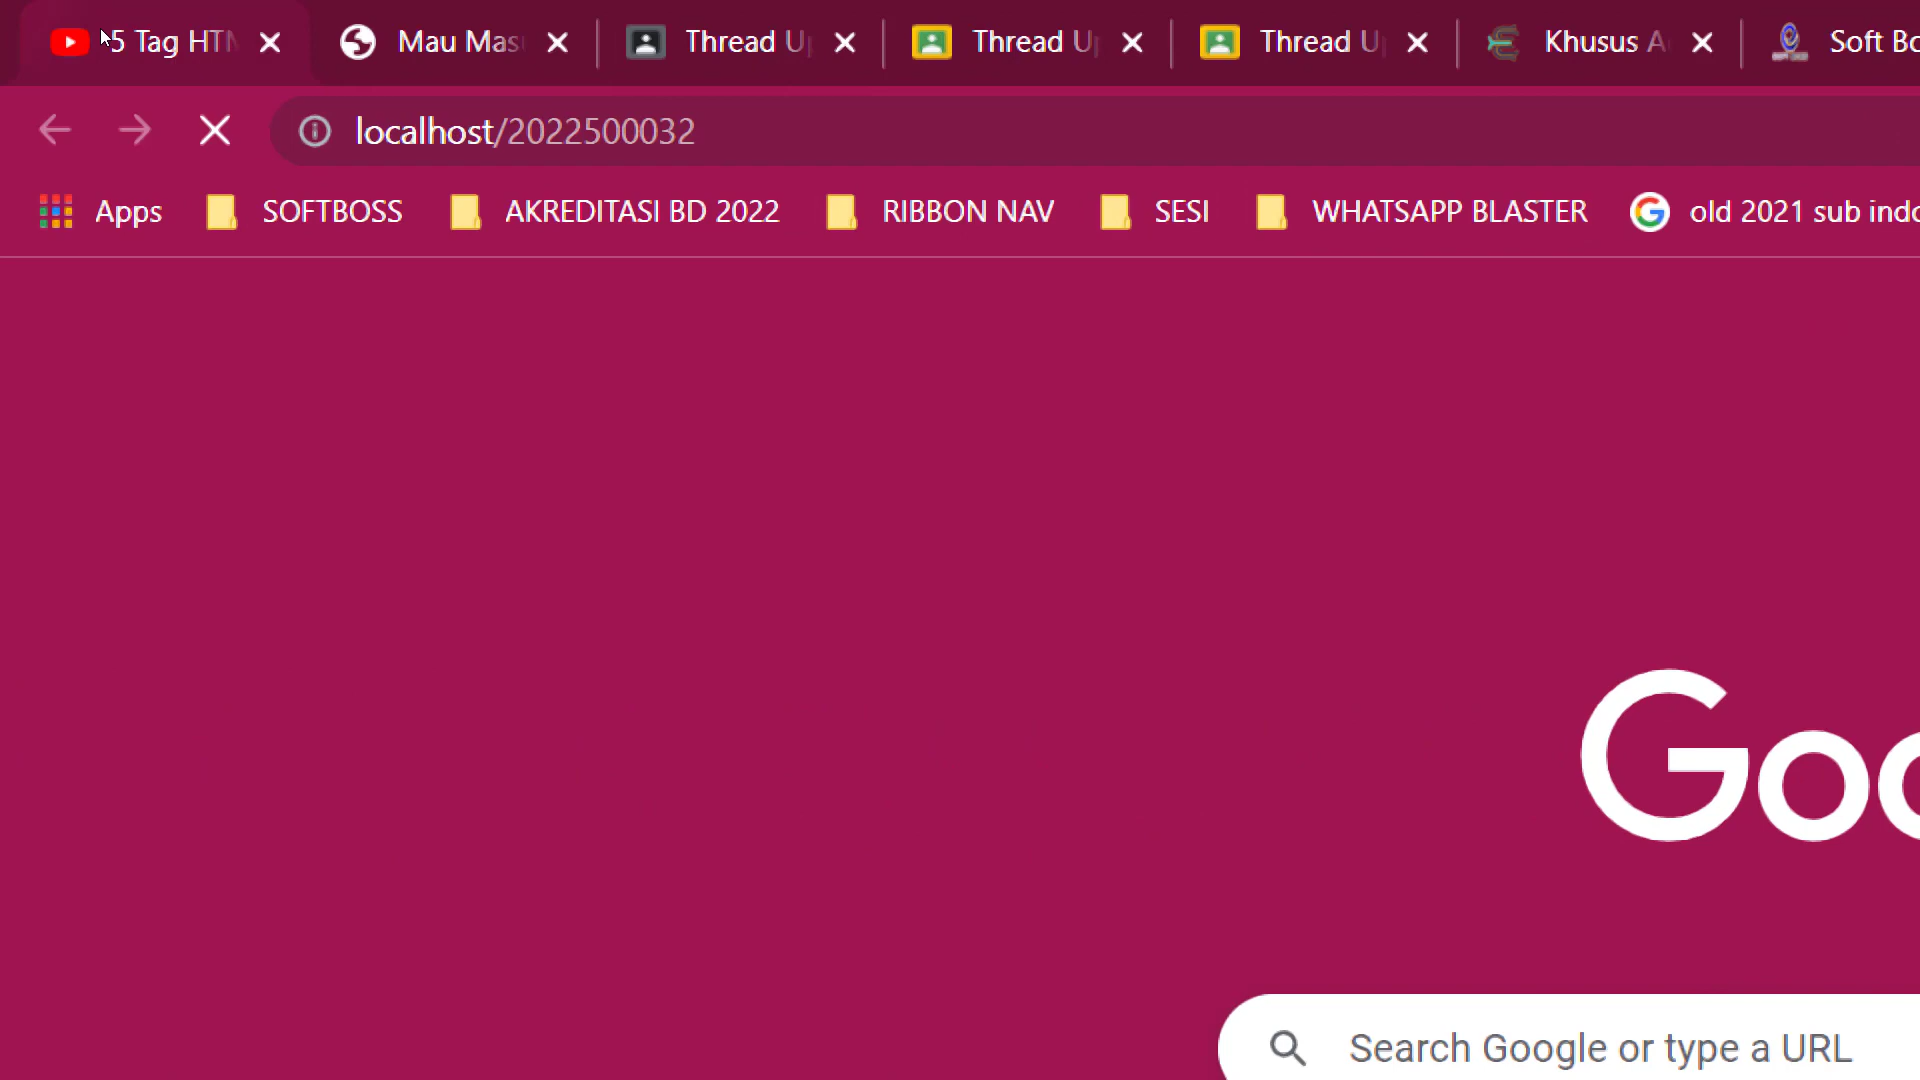 5 Tag HTM Mau Mas Thread U Thread U Thread U Khusus A Soft Bo
localhost/2022500032
Apps SOFTBOSS AKREDITASI BD 2022 RIBBON NAV SESI WHATSAPP BLASTER old 2021 sub indo
Goo
Search Google or type a URL